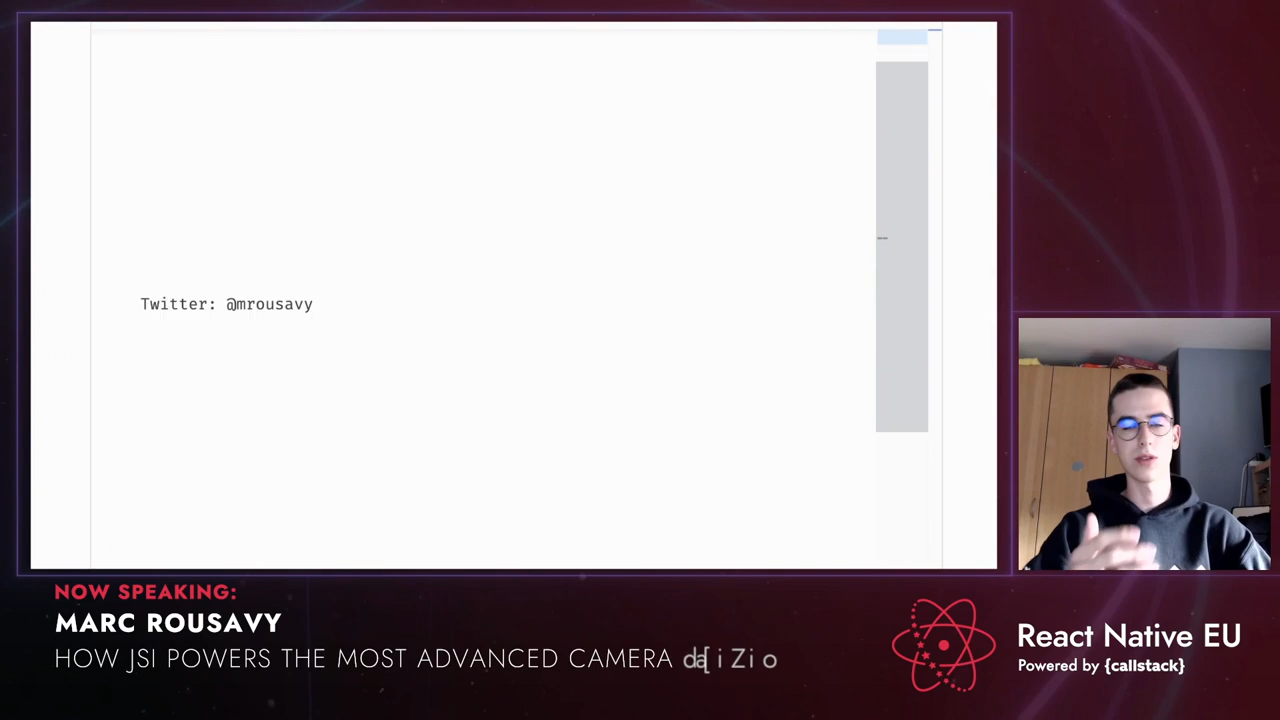 Twitter: @mrousavy
NOW SPEAKING:
MARC ROUSAVY
HOW JSI POWERS THE MOST ADVANCED CAMERA
React Native EU
Powered by {callstack}